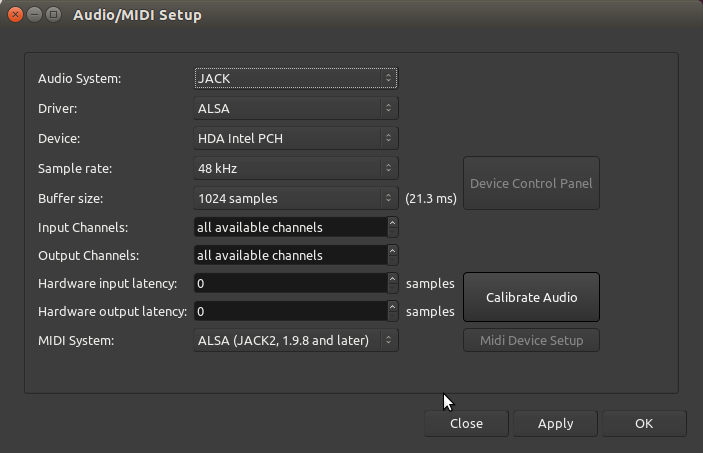 Audio/MIDI Setup
Audio System: JACK
Driver: ALSA
Device: HDA Intel PCH
Sample rate: 48 kHz
Device Control Panel
Buffer size: 1024 samples (21.3 ms)
Input Channels: all available channels
Output Channels: all available channels
Hardware input latency: 0 samples
Calibrate Audio
Hardware output latency: 0 samples
MIDI System: ALSA (JACK2, 1.9.8 and later) Midi Device Setup
Close Apply OK